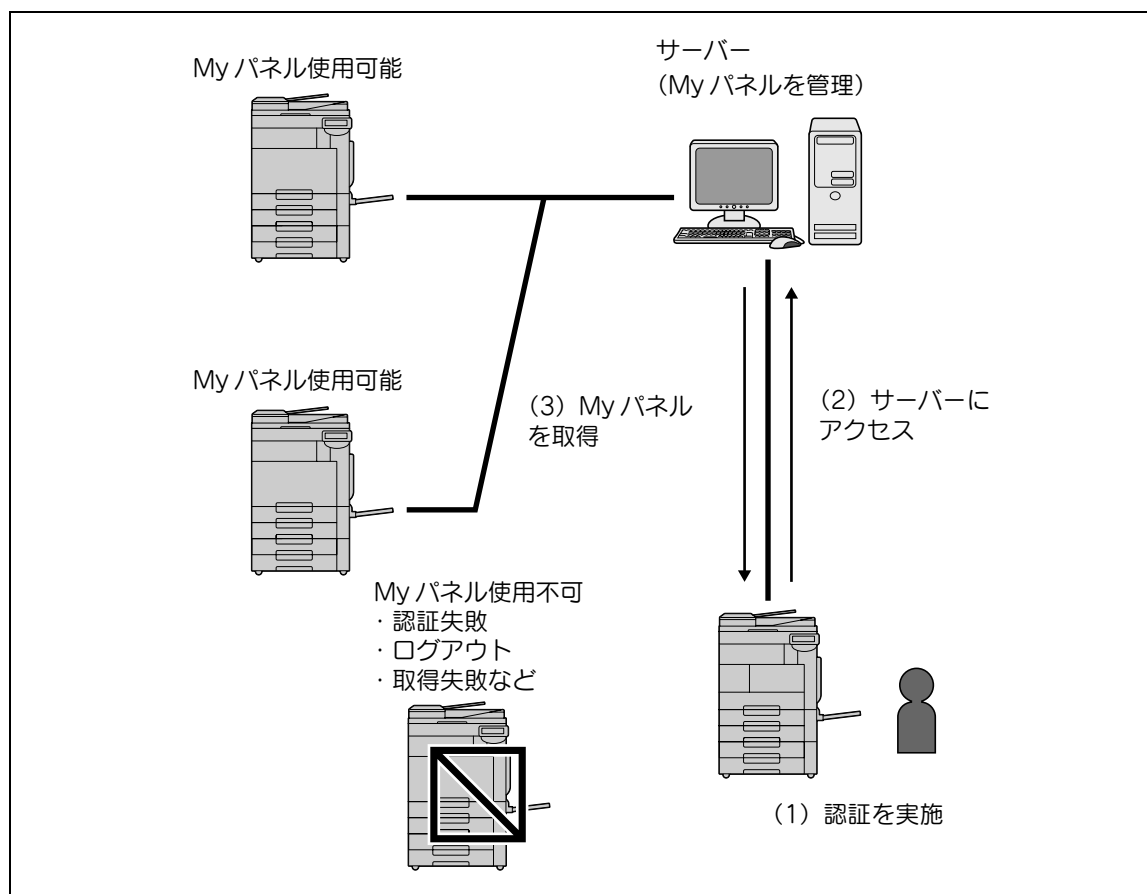 My パネル使用可能
サーバー
(My パネルを管理)
My パネル使用可能
(3) My パネル
を取得
(2) サーバーに
アクセス
My パネル使用不可
・認証失敗
・ログアウト
・取得失敗など
(1) 認証を実施